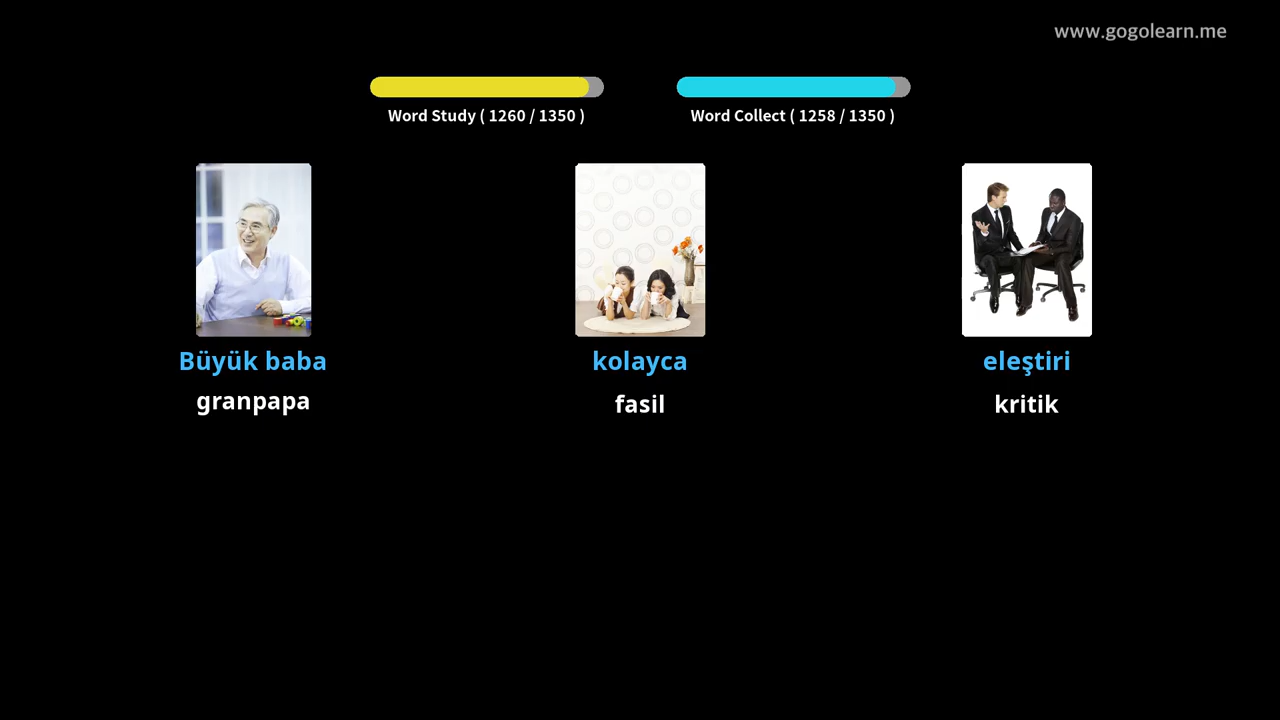 www.gogolearn.me
Word Study ( 1260 / 1350 )
Word Collect ( 1258 / 1350 )
Büyük baba
granpapa
kolayca
fasil
eleştiri
kritik